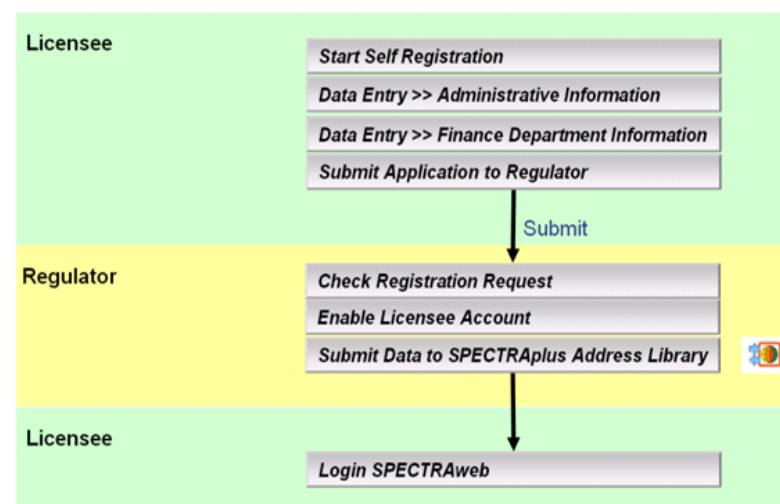 Licensee
Start Self Registration
Data Entry >> Administrative Information
Data Entry >> Finance Department Information
Submit Application to Regulator
Submit
Regulator
Check Registration Request
Enable Licensee Account
Submit Data to SPECTRAplus Address Library
Licensee
Login SPECTRAweb